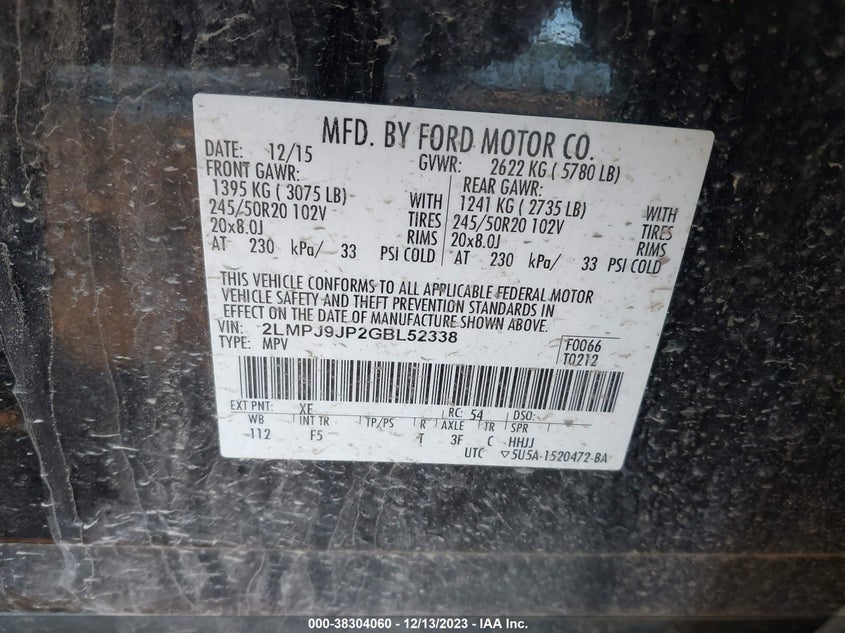 MFD. BY FORD MOTOR CO.
DATE: 12/15 GVWR: 2622 KG ( 5780 LB)
FRONT GAWR: REAR GAWR:
1395 KG ( 3075 LB) WITH 1241 KG ( 2735 LB) WITH
245/50R20 102V TIRES 245/50R20 102V TIRES
20x8.0J RIMS 20x8.0J RIMS
AT 230 kPa/ 33 PSI COLD AT 230 kPa/ 33 PSI COLD
THIS VEHICLE CONFORMS TO ALL APPLICABLE FEDERAL MOTOR
VEHICLE SAFETY AND THEFT PREVENTION STANDARDS IN
EFFECT ON THE DATE OF MANUFACTURE SHOWN ABOVE.
VIN: 2LMPJ9JP2GBL52338 F0066
TYPE: MPV T0212
EXT PNT: XE RC: 54 DSO:
WB INT TR TP/PS R AXLE TR SPR
112 F5 T 3F C HHJJ
UTC ▽5U5A-1520472-BA
000-38304060 - 12/13/2023 - IAA Inc.